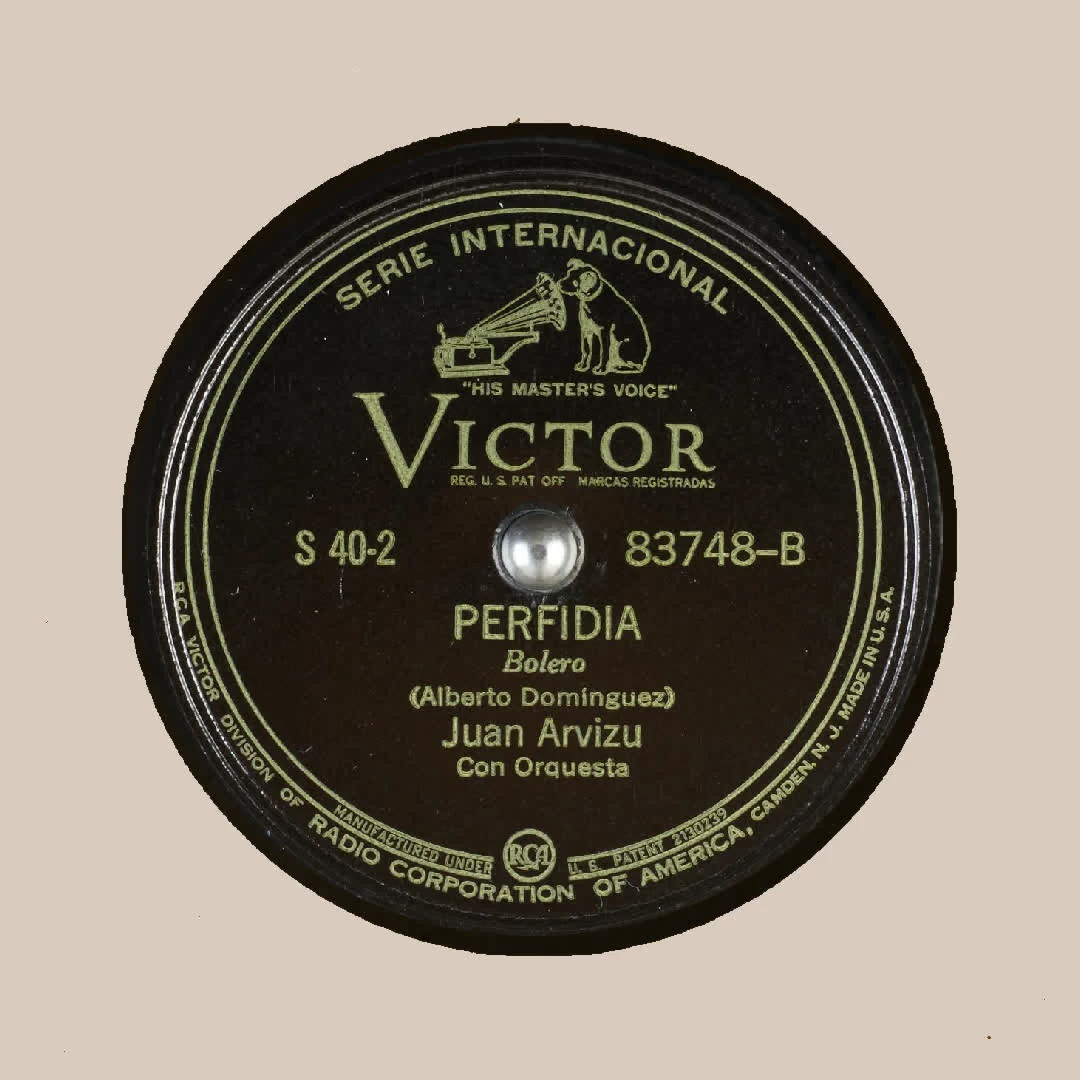 SERIE INTERNACIONAL
"HIS MASTER'S VOICE"
VICTOR
REG. U. S. PAT OFF MARCAS REGISTRADAS
S 40-2
83748-B
PERFIDIA
Bolero
(Alberto Domínguez)
Juan Arvizu
Con Orquesta
MANUFACTURED UNDER RCA U. S. PATENT 2130239
RCA VICTOR DIVISION OF RADIO CORPORATION OF AMERICA, CAMDEN, N. J. MADE IN U.S.A.